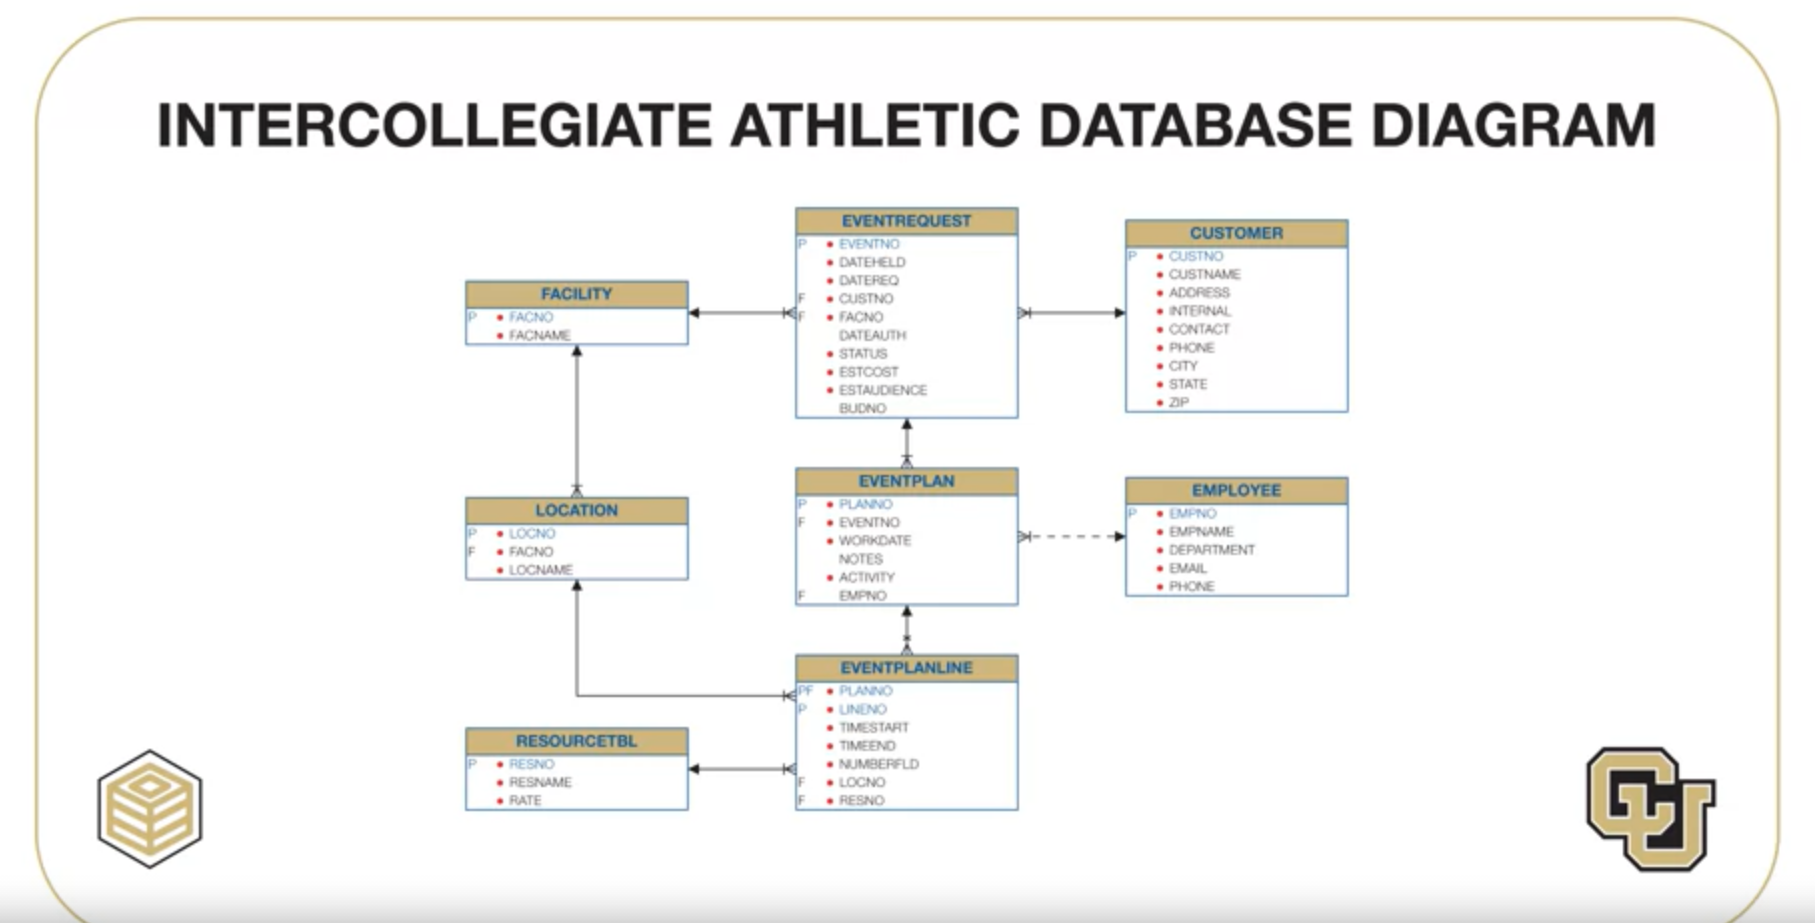 INTERCOLLEGIATE ATHLETIC DATABASE DIAGRAM
FACILITY
P FACNO
FACNAME
LOCATION
P LOCNO
F FACNO
LOCNAME
RESOURCETBL
P RESNO
RESNAME
RATE
EVENTREQUEST
P EVENTNO
DATEHELD
DATEREQ
F CUSTNO
F FACNO
DATEAUTH
STATUS
ESTCOST
ESTAUDIENCE
BUDNO
EVENTPLAN
P PLANNO
F EVENTNO
WORKDATE
NOTES
ACTIVITY
F EMPNO
EVENTPLANLINE
PF PLANNO
P LINENO
TIMESTART
TIMEEND
NUMBERFLD
F LOCNO
F RESNO
CUSTOMER
P CUSTNO
CUSTNAME
ADDRESS
INTERNAL
CONTACT
PHONE
CITY
STATE
ZIP
EMPLOYEE
P EMPNO
EMPNAME
DEPARTMENT
EMAIL
PHONE
CU